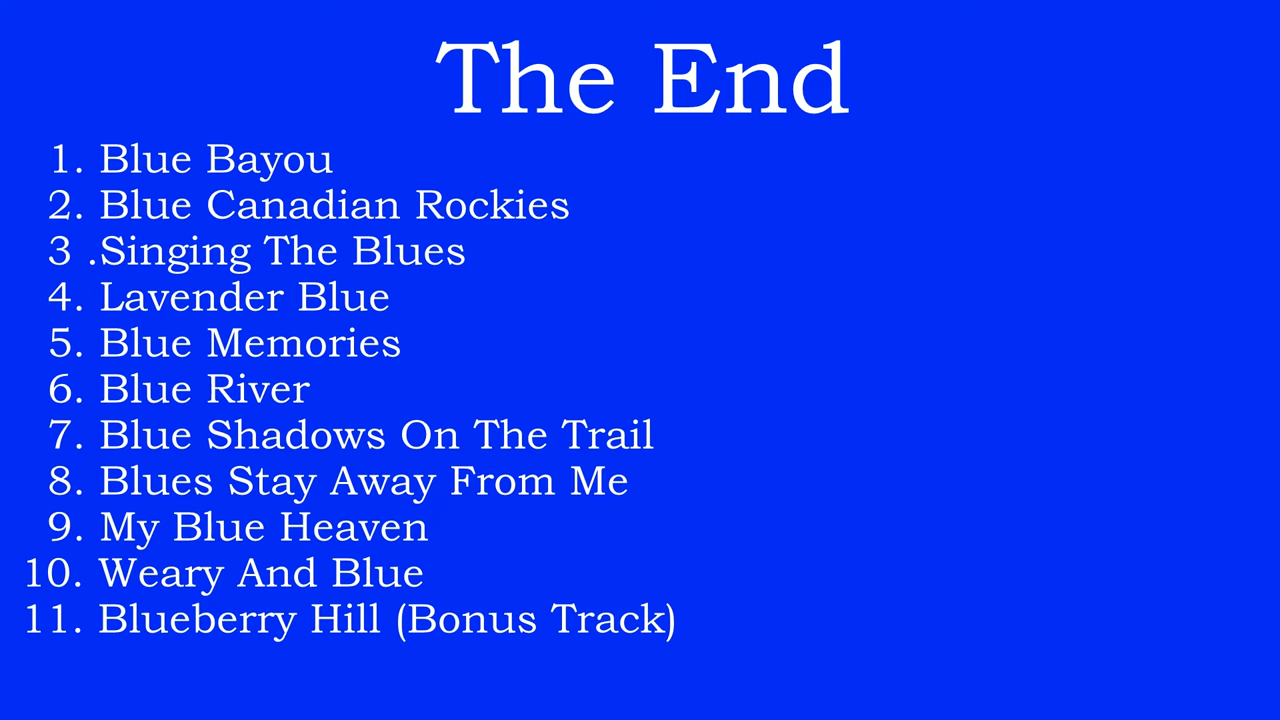 The End
1. Blue Bayou
2. Blue Canadian Rockies
3 .Singing The Blues
4. Lavender Blue
5. Blue Memories
6. Blue River
7. Blue Shadows On The Trail
8. Blues Stay Away From Me
9. My Blue Heaven
10. Weary And Blue
11. Blueberry Hill (Bonus Track)